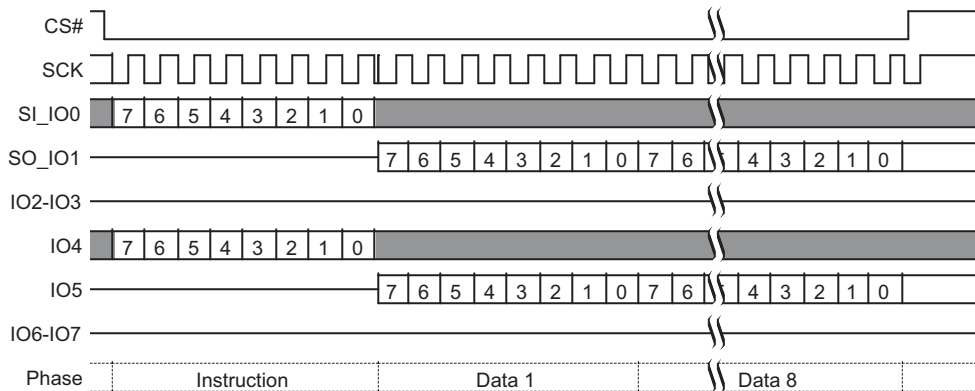 CS#
SCK
SI_IO0 7 6 5 4 3 2 1 0
SO_IO1 7 6 5 4 3 2 1 0 7 6 4 3 2 1 0
IO2-IO3
IO4 7 6 5 4 3 2 1 0
IO5 7 6 5 4 3 2 1 0 7 6 4 3 2 1 0
IO6-IO7
Phase Instruction Data 1 Data 8